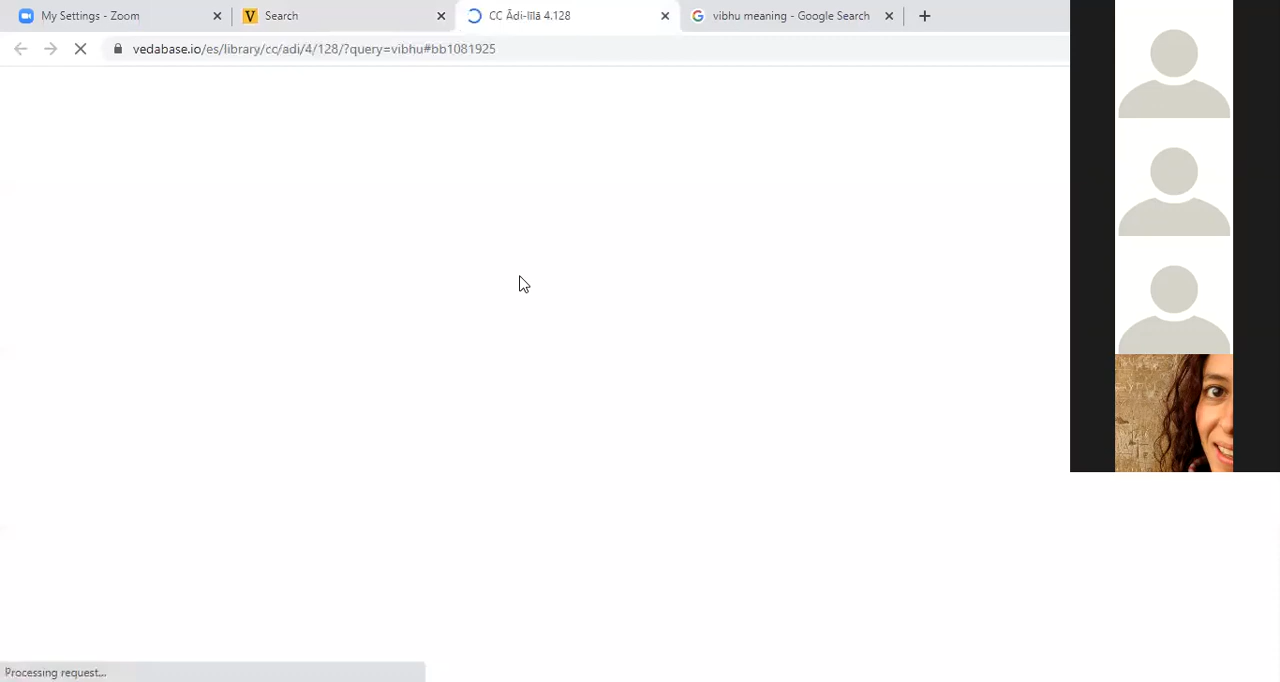 My Settings - Zoom
Search
CC Ādi-līlā 4.128
vibhu meaning - Google Search
vedabase.io/es/library/cc/adi/4/128/?query=vibhu#bb1081925
Processing request...